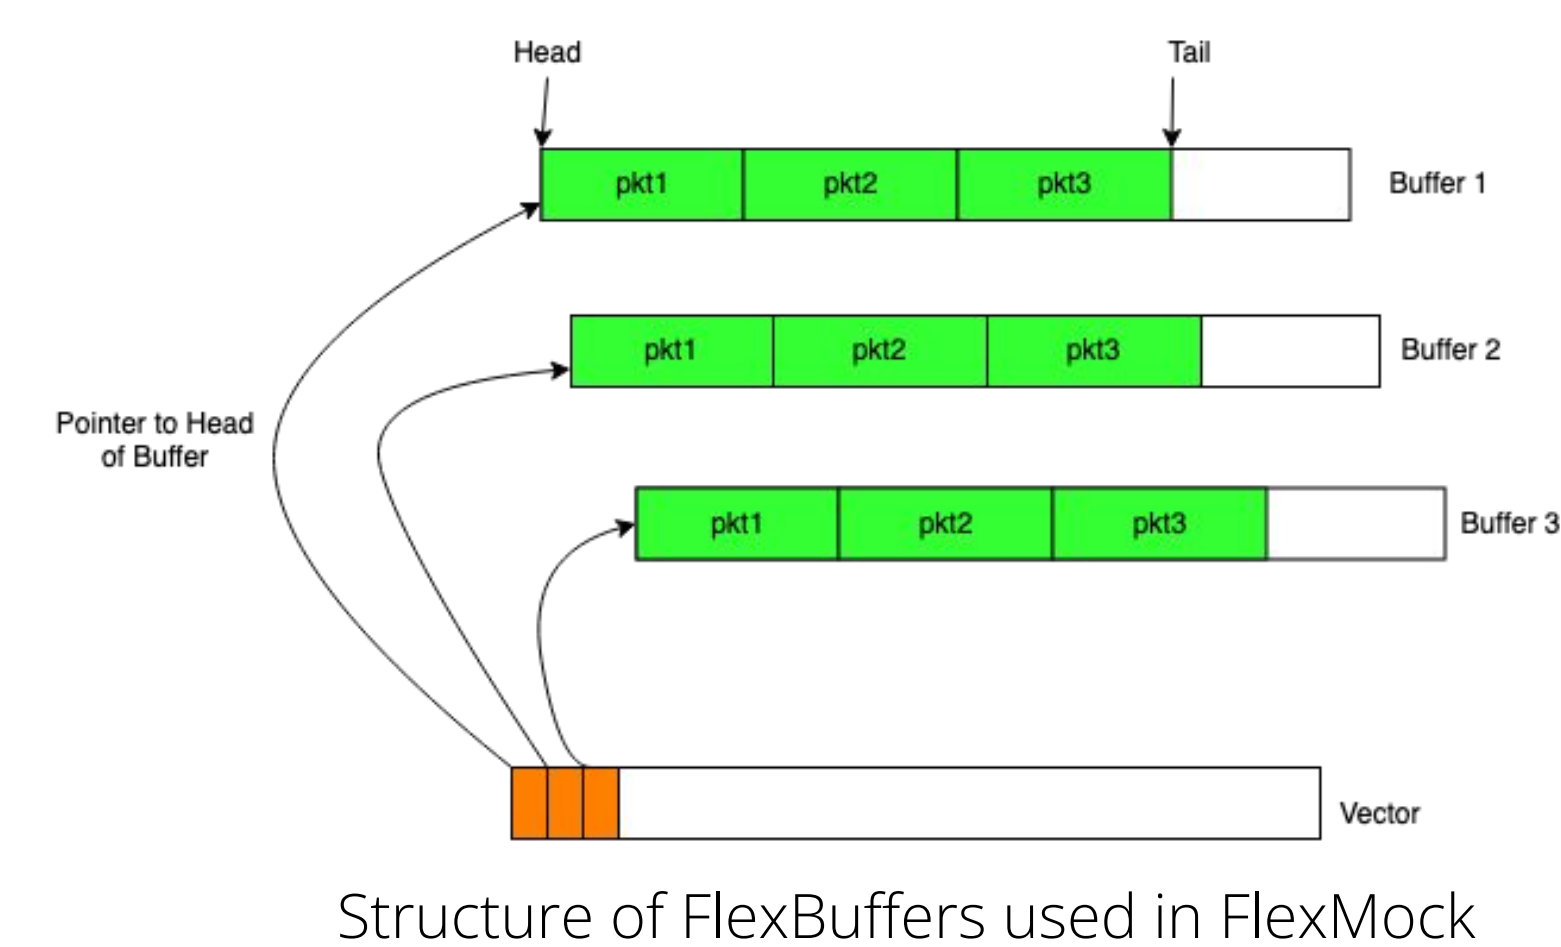 Head
Tail
pkt1
pkt2
pkt3
Buffer 1
pkt1
pkt2
pkt3
Buffer 2
Pointer to Head
of Buffer
pkt1
pkt2
pkt3
Buffer 3
Vector
Structure of FlexBuffers used in FlexMock